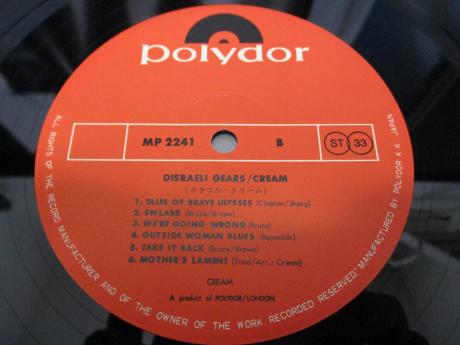 polydor
MP 2241 B ST 33
DISRAELI GEARS/CREAM
(カラフル・クリーム)
1. TALES OF BRAVE ULYSSES (Clapton/Sharp)
2. SWLABR (Bruce/Brown)
3. WE'RE GOING WRONG (Bruce)
4. OUTSIDE WOMAN BLUES (Reynolds)
5. TAKE IT BACK (Bruce/Brown)
6. MOTHER'S LAMENT (Trad/Arr.: Cream)
CREAM
A product of POLYDOR/LONDON.
ALL RIGHTS OF THE RECORD MANUFACTURER AND OF THE OWNER OF THE WORK RECORDED RESERVED: MANUFACTURED BY POLYDOR K K JAPAN